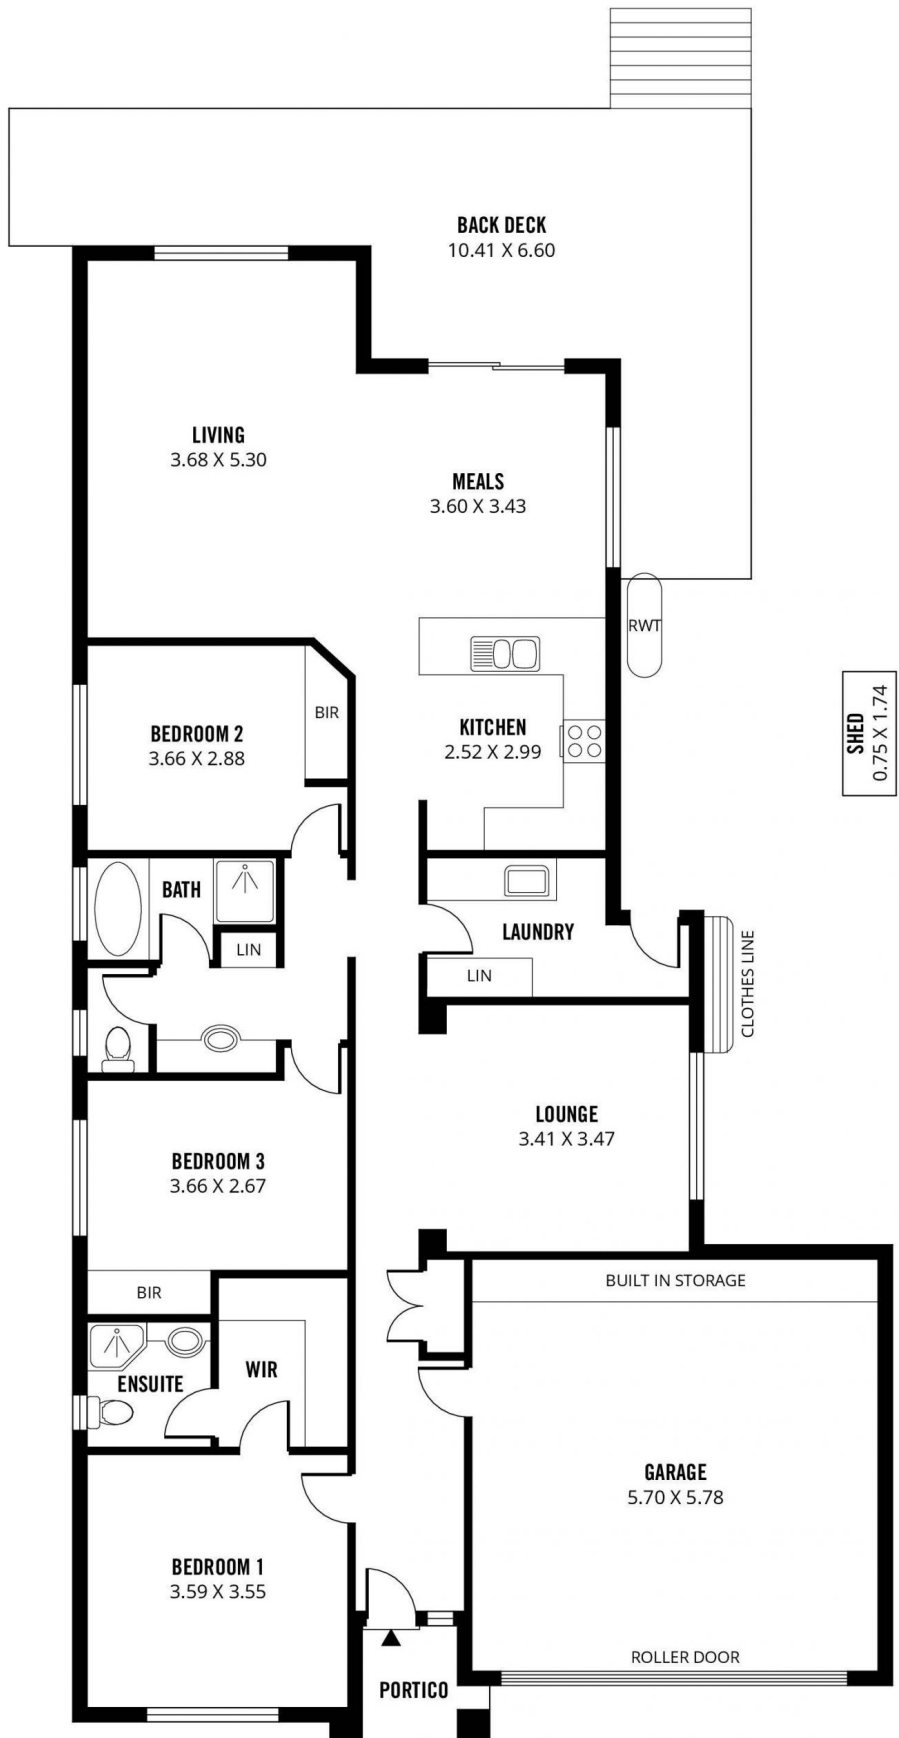 BACK DECK
10.41 X 6.60
LIVING
3.68 X 5.30
MEALS
3.60 X 3.43
RWT
BEDROOM 2
3.66 X 2.88
BIR
KITCHEN
2.52 X 2.99
SHED
0.75 X 1.74
BATH
LIN
LAUNDRY
LIN
CLOTHES LINE
LOUNGE
3.41 X 3.47
BEDROOM 3
3.66 X 2.67
BIR
BUILT IN STORAGE
ENSUITE
WIR
GARAGE
5.70 X 5.78
BEDROOM 1
3.59 X 3.55
ROLLER DOOR
PORTICO